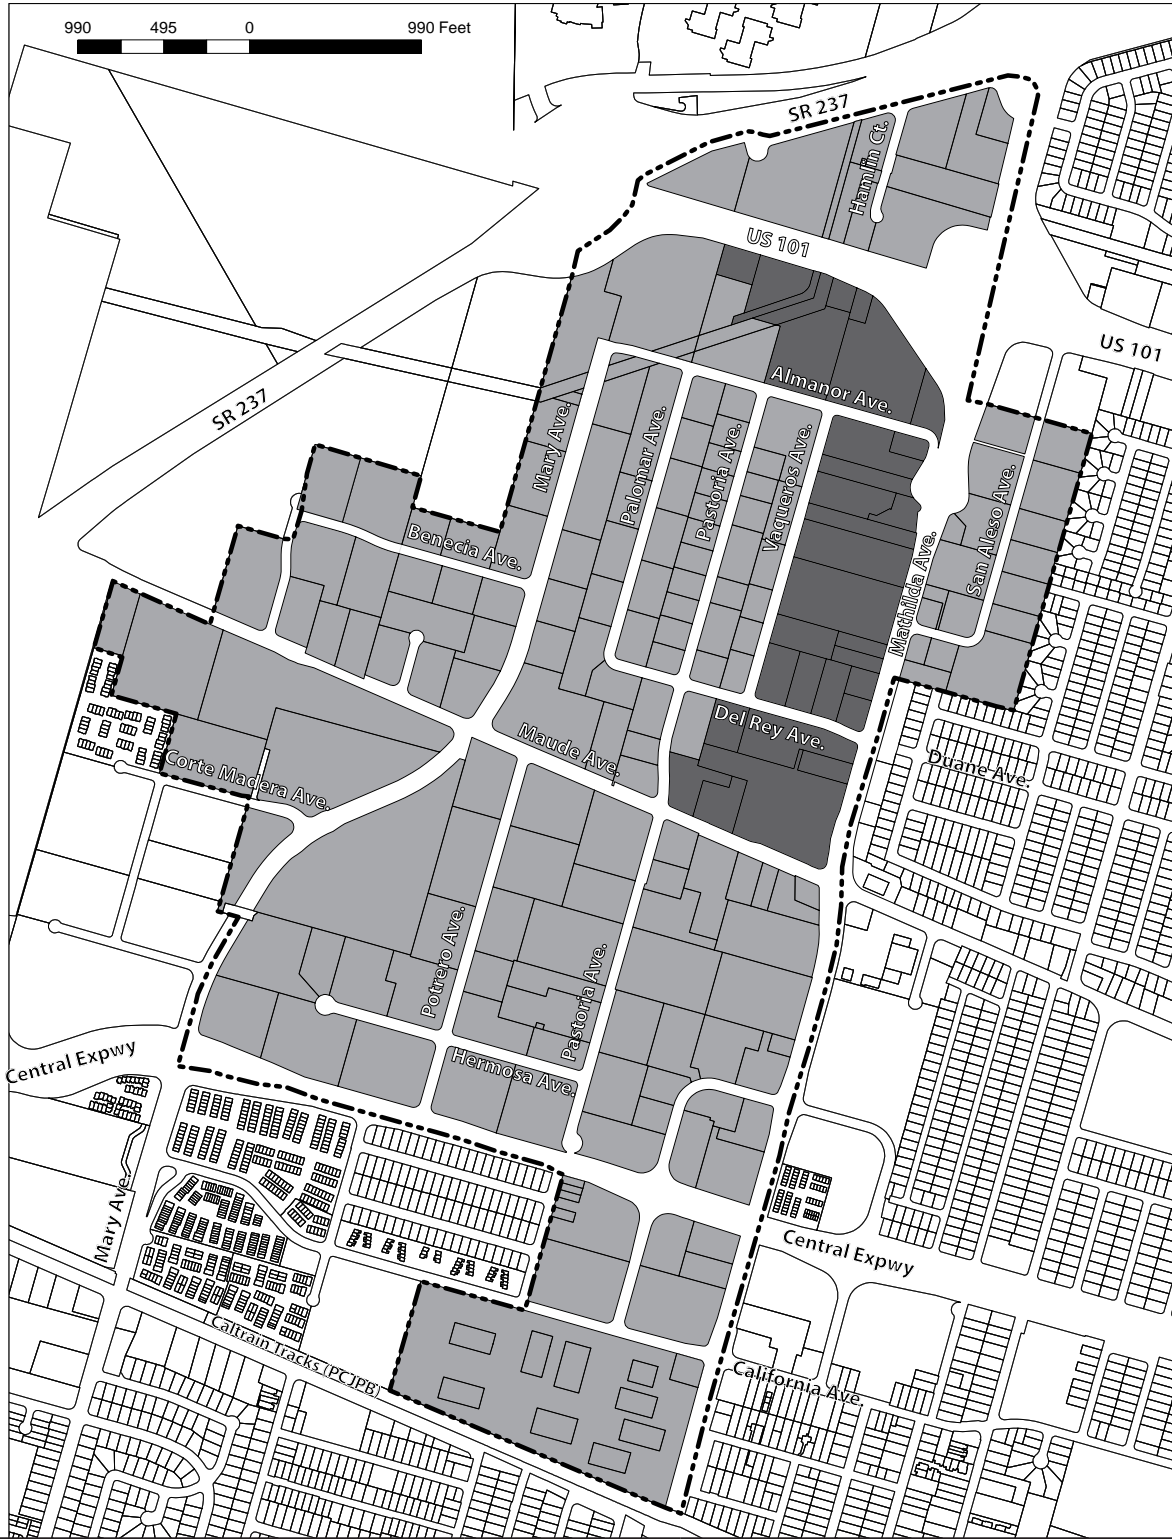 990 495 0 990 Feet
SR 237
Hamlin Ct.
US 101
US 101
Almanor Ave.
SR 237
Mary Ave.
Palomar Ave.
Pastoria Ave.
Vaqueros Ave.
San Aleso Ave.
Benecia Ave.
Mathilda Ave.
Del Rey Ave.
Maude Ave.
Duane Ave.
Corte Madera Ave.
Potrero Ave.
Pastoria Ave.
Central Expwy
Hermosa Ave.
Mary Ave.
Central Expwy
Caltrain Tracks (PCJPB)
California Ave.